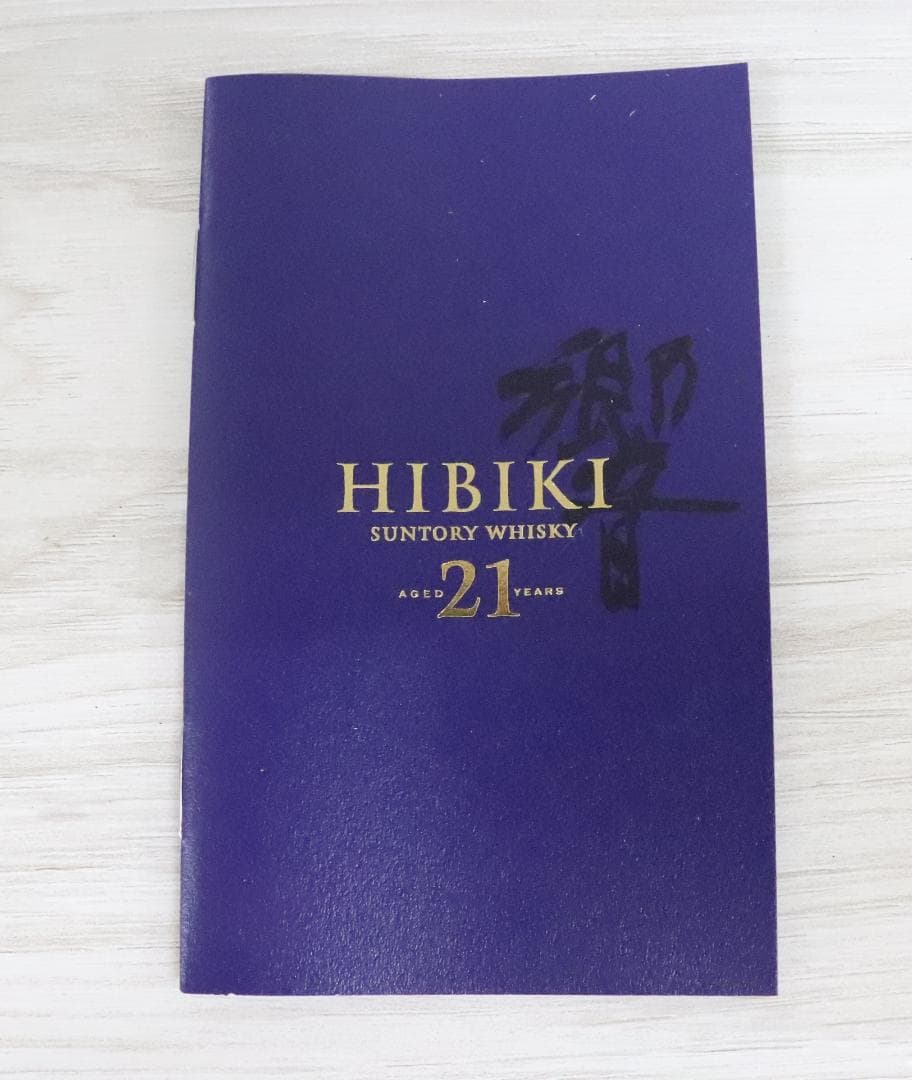 響
HIBIKI
SUNTORY WHISKY
AGED 21 YEARS